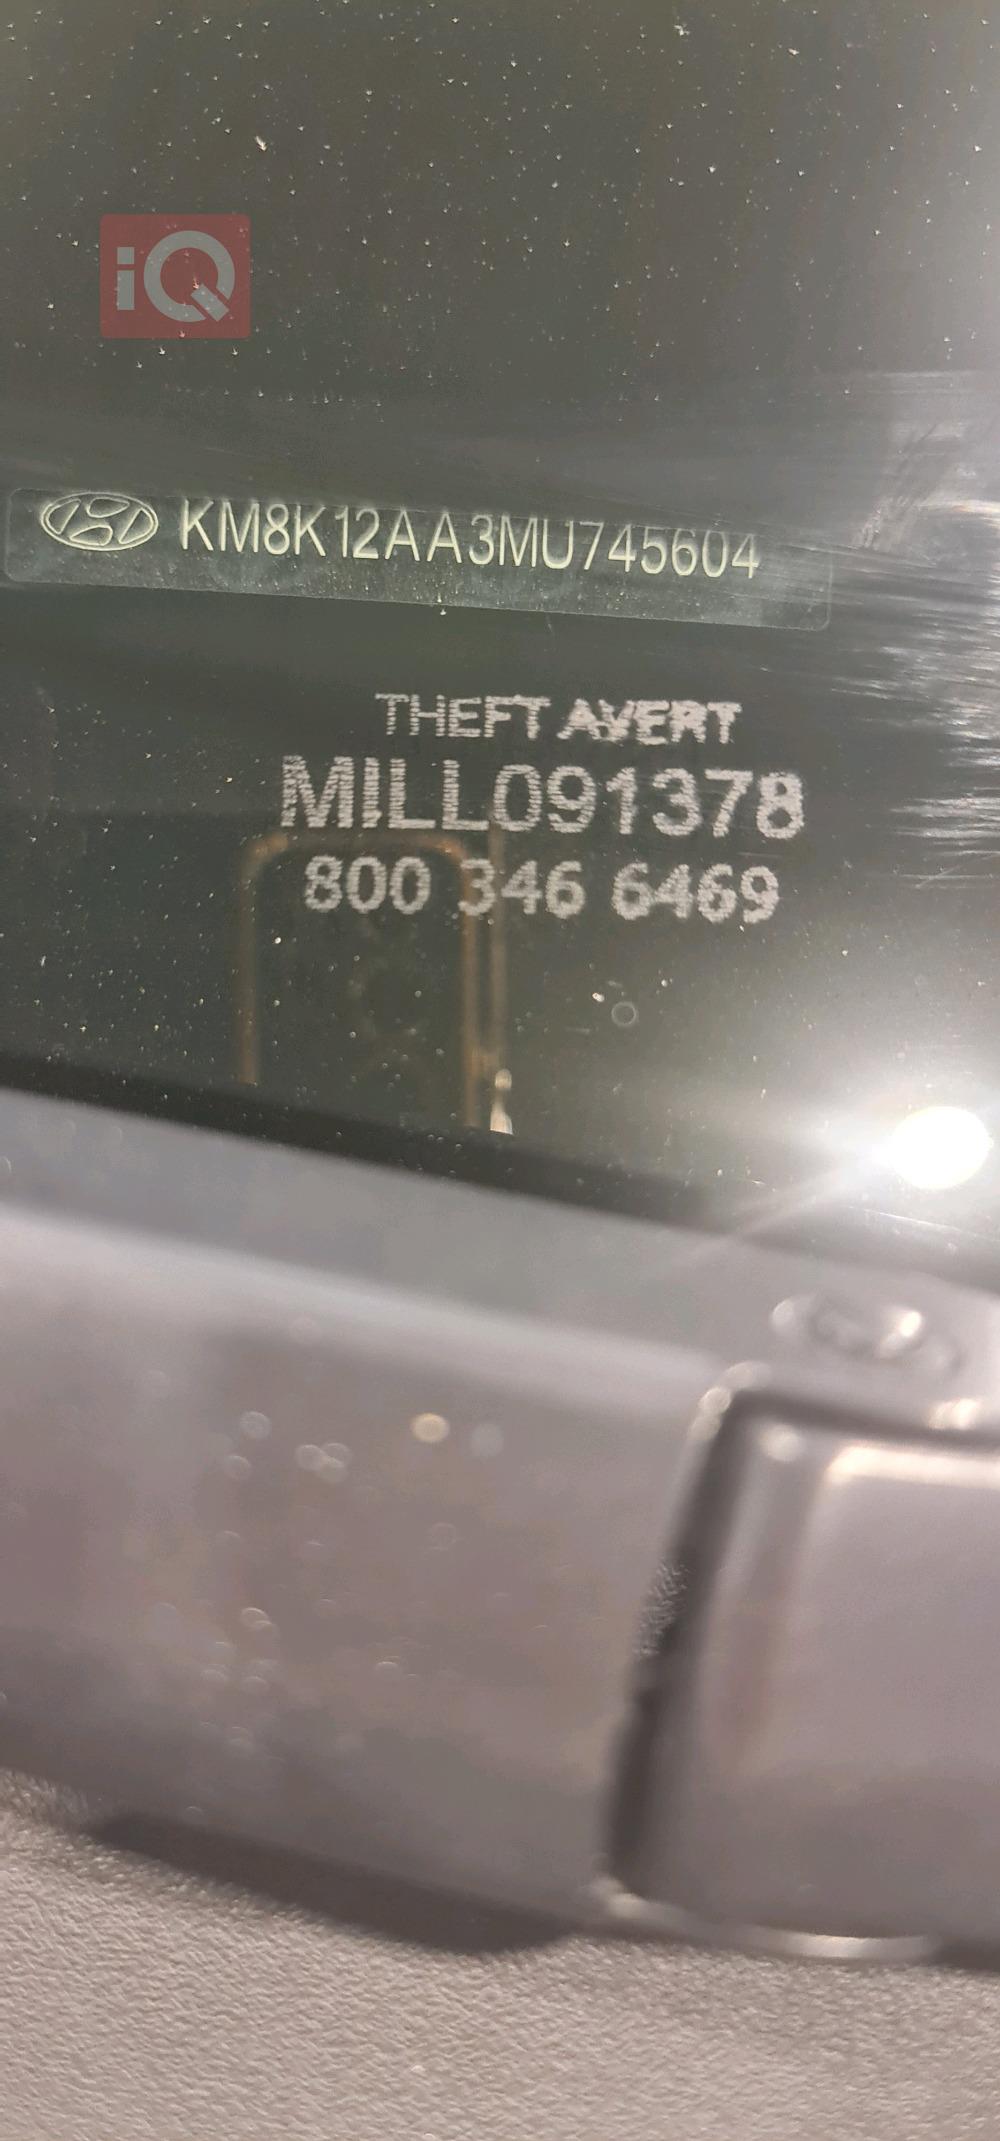 iQ
KM8K12AA3MU745604
THEFT AVERT
MILL091378
800 346 6469